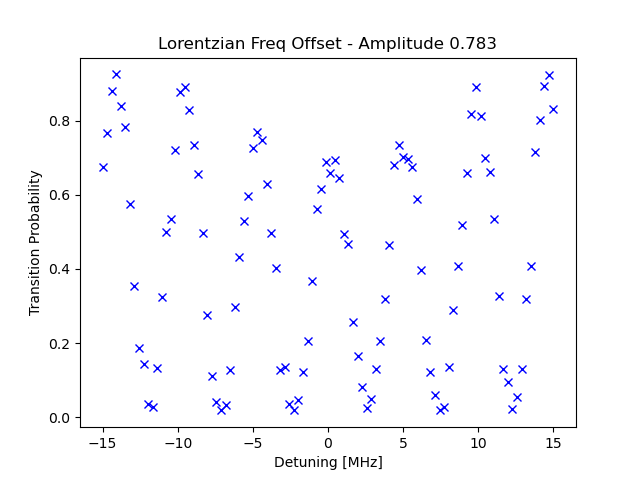 Lorentzian Freq Offset - Amplitude 0.783
Transition Probability
0.8
0.6
0.4
0.2
0.0
−15 −10 −5 0 5 10 15
Detuning [MHz]